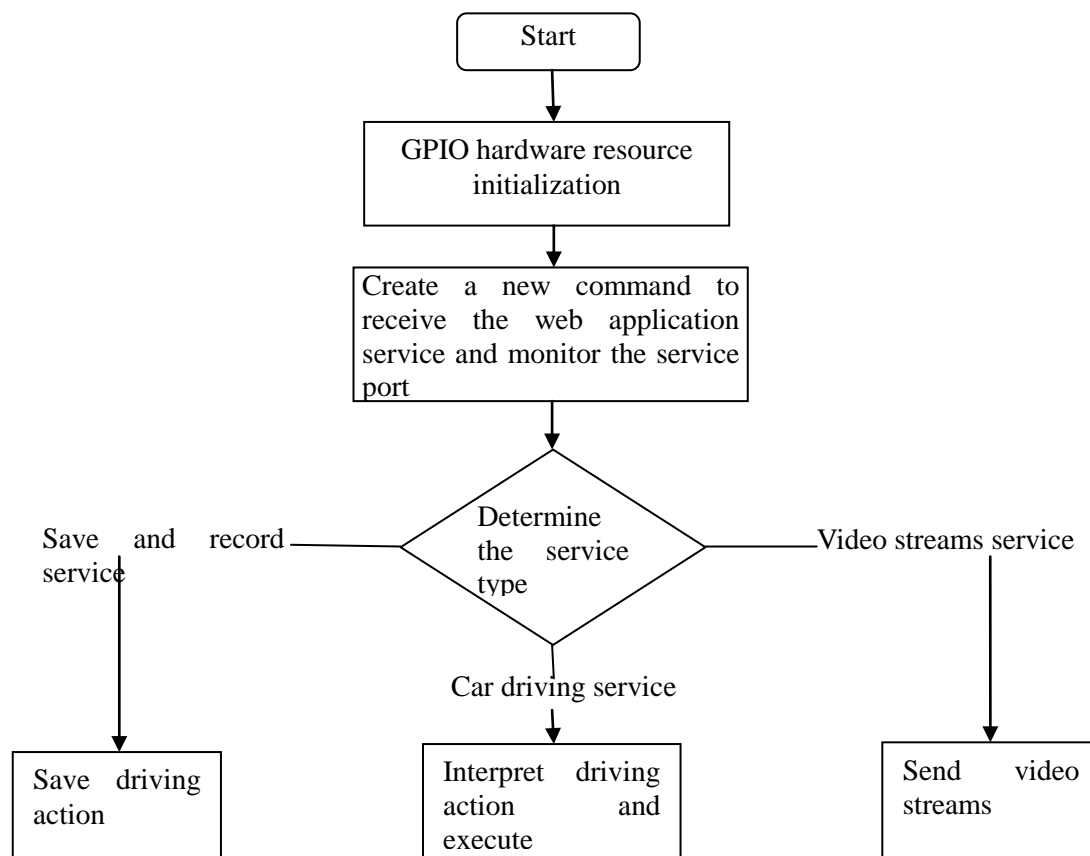 Start
GPIO hardware resource
initialization
Create a new command to
receive the web application
service and monitor the service
port
Determine
the service
type
Save and record
service
Video streams service
Car driving service
Save driving
action
Interpret driving
action and
execute
Send video
streams